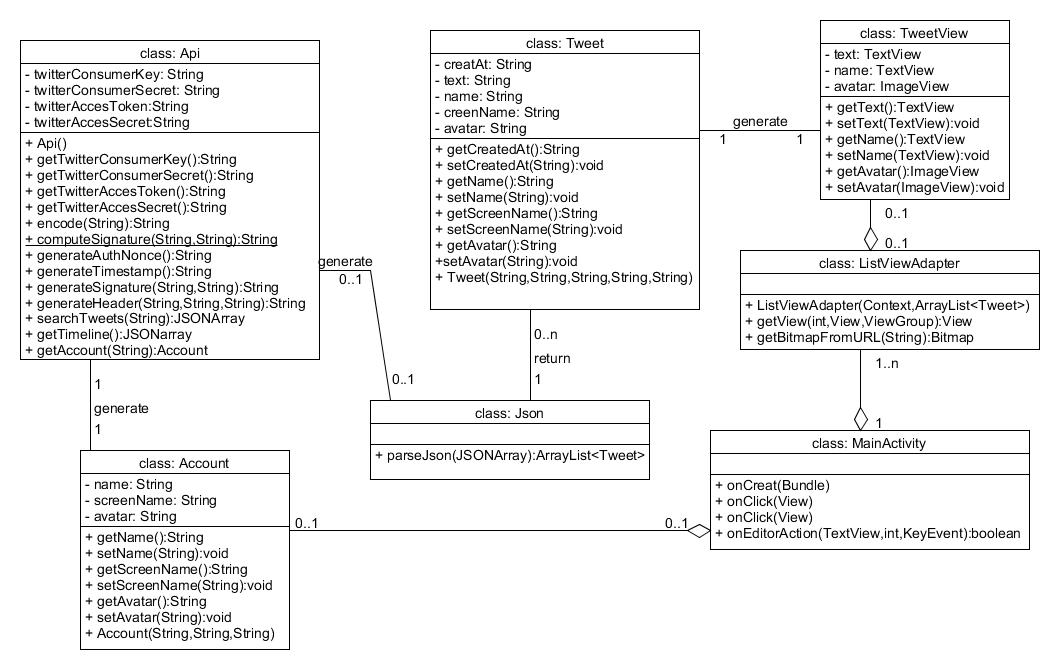 class: Api
- twitterConsumerKey: String
- twitterConsumerSecret: String
- twitterAccesToken:String
- twitterAccesSecret:String
+ Api()
+ getTwitterConsumerKey():String
+ getTwitterConsumerSecret():String
+ getTwitterAccesToken():String
+ getTwitterAccesSecret():String
+ encode(String):String
+ computeSignature(String,String):String
+ generateAuthNonce():String
+ generateTimestamp():String
+ generateSignature(String,String):String
+ generateHeader(String,String,String):String
+ searchTweets(String):JSONArray
+ getTimeline():JSONarray
+ getAccount(String):Account
class: Tweet
- creatAt: String
- text: String
- name: String
- creenName: String
- avatar: String
+ getCreatedAt():String
+ setCreatedAt(String):void
+ getName():String
+ setName(String):void
+ getScreenName():String
+ setScreenName(String):void
+ getAvatar():String
+setAvatar(String):void
+ Tweet(String,String,String,String,String)
generate
1
1
class: TweetView
- text: TextView
- name: TextView
- avatar: ImageView
+ getText():TextView
+ setText(TextView):void
+ getName():TextView
+ setName(TextView):void
+ getAvatar():ImageView
+ setAvatar(ImageView):void
0..1
0..1
class: ListViewAdapter
+ ListViewAdapter(Context,ArrayList<Tweet>)
+ getView(int,View,ViewGroup):View
+ getBitmapFromURL(String):Bitmap
generate
0..1
0..1
0..n
return
1
1..n
1
1
generate
1
class: Json
+ parseJson(JSONArray):ArrayList<Tweet>
class: MainActivity
+ onCreat(Bundle)
+ onClick(View)
+ onClick(View)
+ onEditorAction(TextView,int,KeyEvent):boolean
class: Account
- name: String
- screenName: String
- avatar: String
+ getName():String
+ setName(String):void
+ getScreenName():String
+ setScreenName(String):void
+ getAvatar():String
+ setAvatar(String):void
+ Account(String,String,String)
0..1
0..1